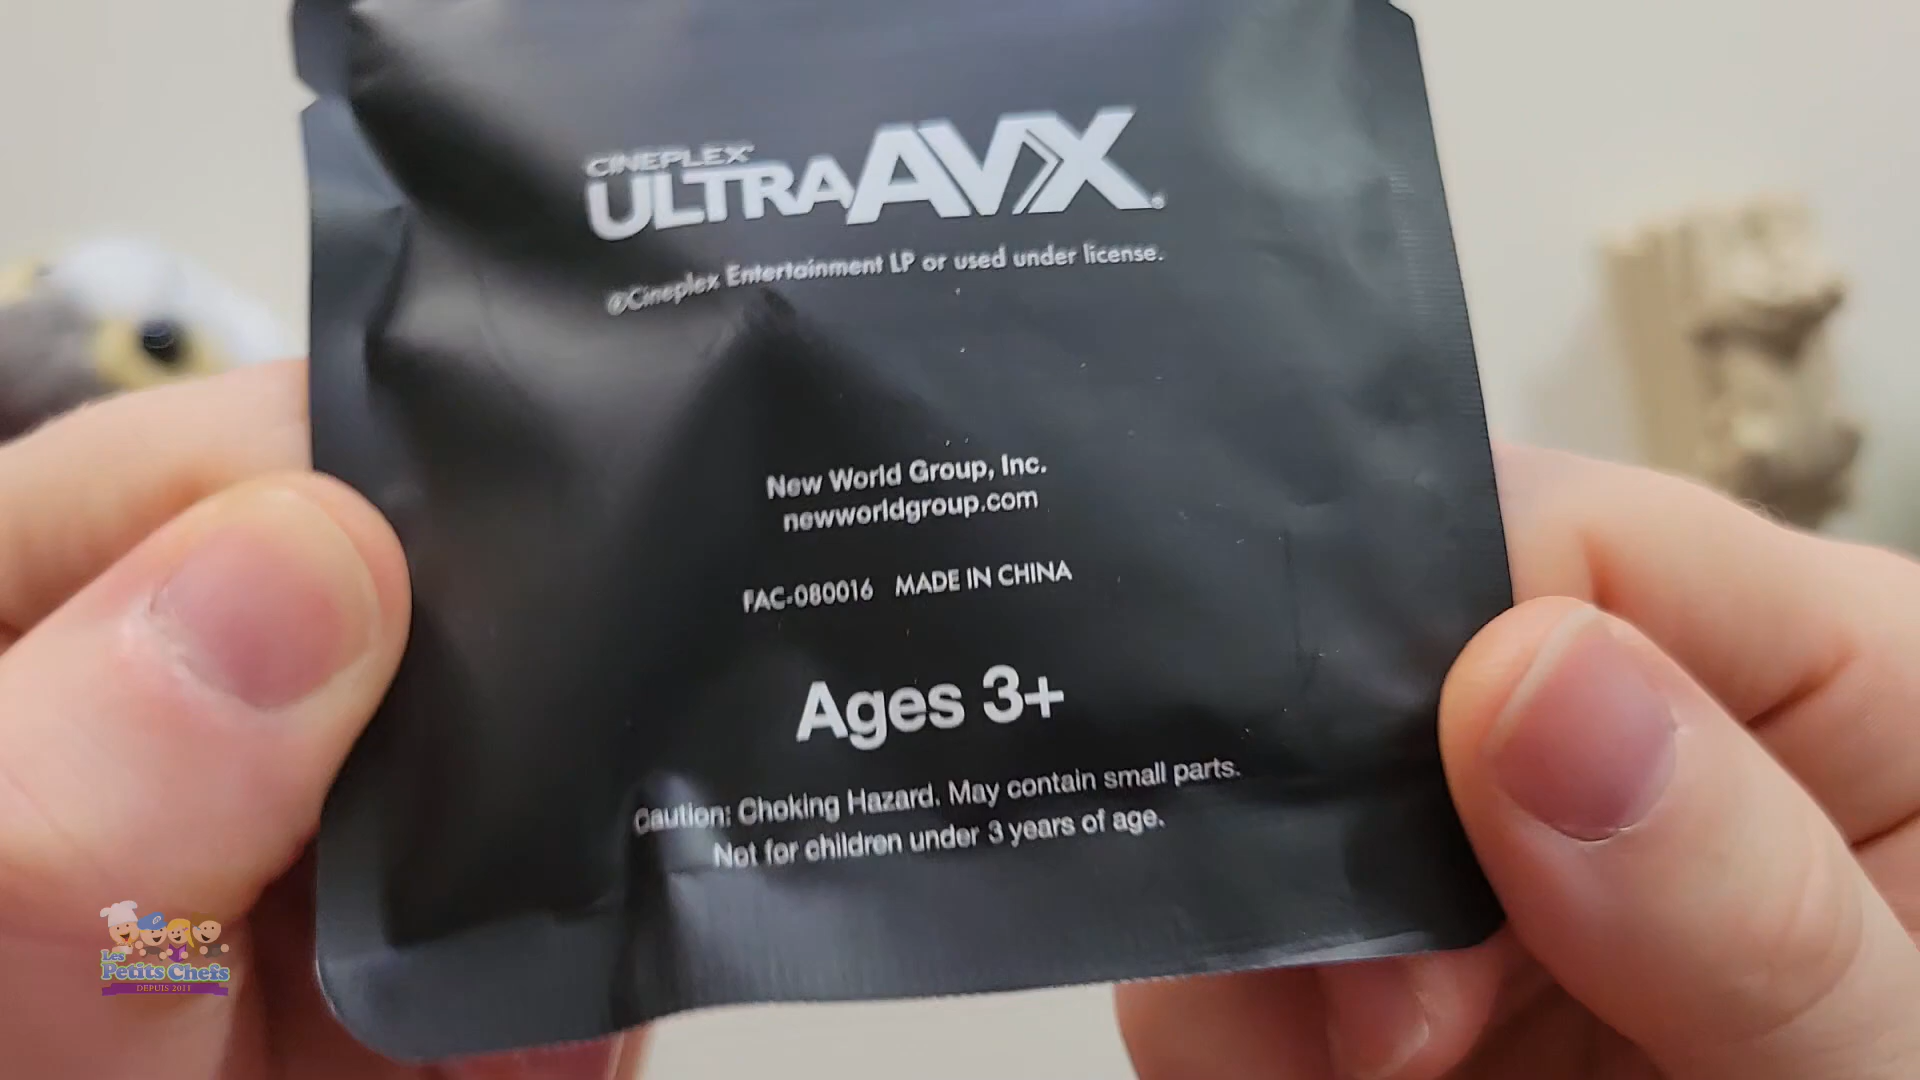 CINEPLEX
ULTRAAVX®
®Cineplex Entertainment LP or used under license.
New World Group, Inc.
newworldgroup.com
FAC-080016 MADE IN CHINA
Ages 3+
Caution: Choking Hazard. May contain small parts.
Not for children under 3 years of age.
Les
Petits Chefs
DEPUIS 2011